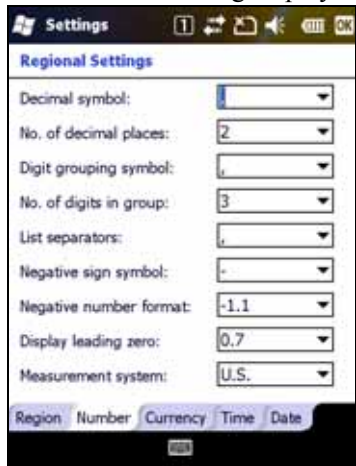 Settings 1 OK
Regional Settings
Decimal symbol: .
No. of decimal places: 2
Digit grouping symbol: ,
No. of digits in group: 3
List separators: ,
Negative sign symbol: -
Negative number format: -1.1
Display leading zero: 0.7
Measurement system: U.S.
Region Number Currency Time Date